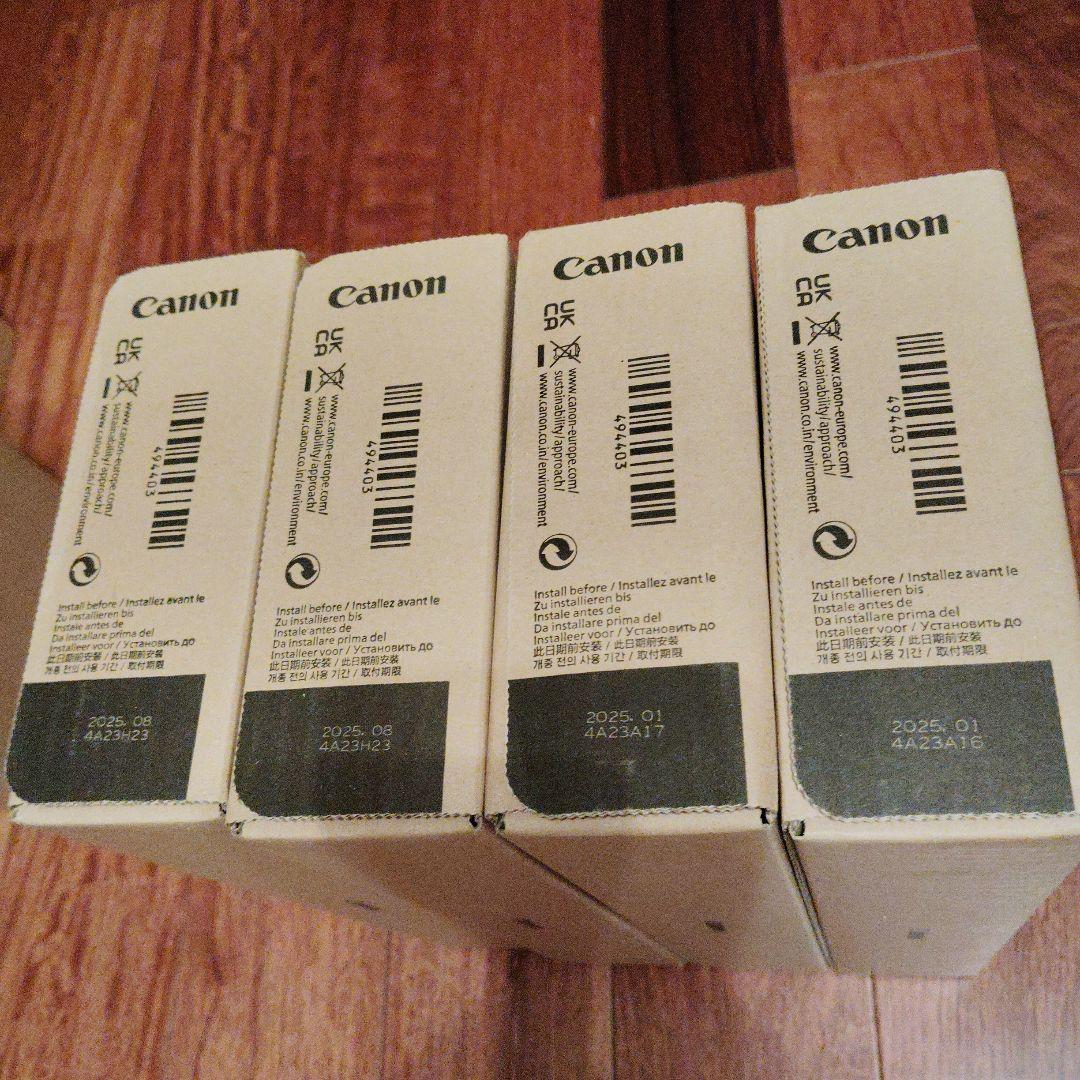 Canon
UK
CA
www.canon-europe.com/
sustainability/approach/
www.canon.co.in/environment
494403
Install before / Installez avant le
Zu installieren bis
Instale antes de
Da installare prima del
Installeer voor / Установить до
此日期前安装 / 此日期前安裝
개종 전의 사용 기간 / 取付期限
2025. 08
4A23H23
Canon
UK
CA
www.canon-europe.com/
sustainability/approach/
www.canon.co.in/environment
494403
Install before / Installez avant le
Zu installieren bis
Instale antes de
Da installare prima del
Installeer voor / Установить до
此日期前安装 / 此日期前安裝
개종 전의 사용 기간 / 取付期限
2025. 08
4A23H23
Canon
UK
CA
www.canon-europe.com/
sustainability/approach/
www.canon.co.in/environment
494403
Install before / Installez avant le
Zu installieren bis
Instale antes de
Da installare prima del
Installeer voor / Установить до
此日期前安装 / 此日期前安裝
개종 전의 사용 기간 / 取付期限
2025. 01
4A23A17
Canon
UK
CA
www.canon-europe.com/
sustainability/approach/
www.canon.co.in/environment
494403
Install before / Installez avant le
Zu installieren bis
Instale antes de
Da installare prima del
Installeer voor / Установить до
此日期前安装 / 此日期前安裝
개종 전의 사용 기간 / 取付期限
2025. 01
4A23A16